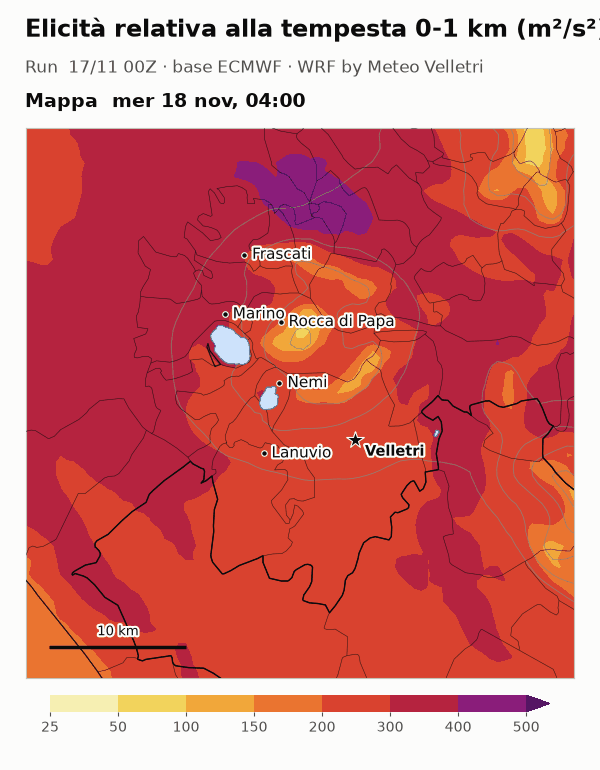 Elicità relativa alla tempesta 0-1 km (m²/s²)
Run  17/11 00Z · base ECMWF · WRF by Meteo Velletri
Mappa  mer 18 nov, 04:00
Frascati
Marino
Rocca di Papa
Nemi
Velletri
Lanuvio
10 km
25 50 100 150 200 300 400 500